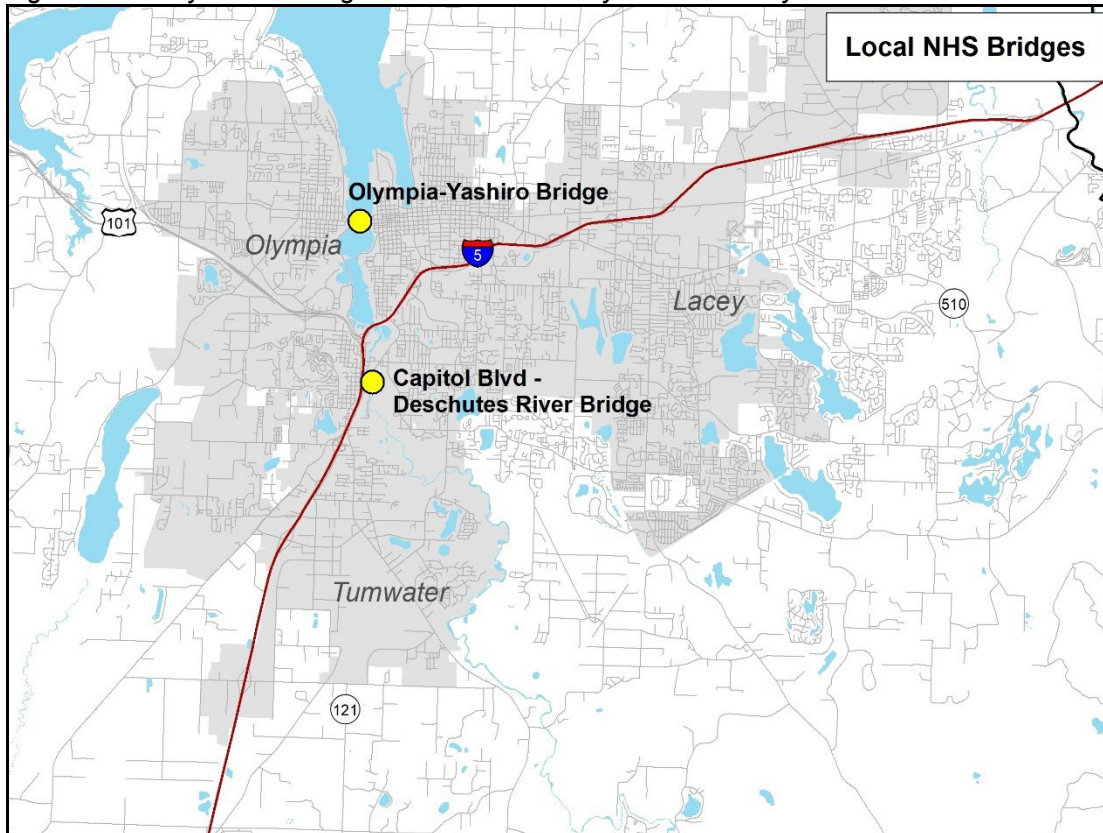 Local NHS Bridges
Olympia-Yashiro Bridge
101
Olympia
5
Lacey
510
Capitol Blvd -
Deschutes River Bridge
Tumwater
121